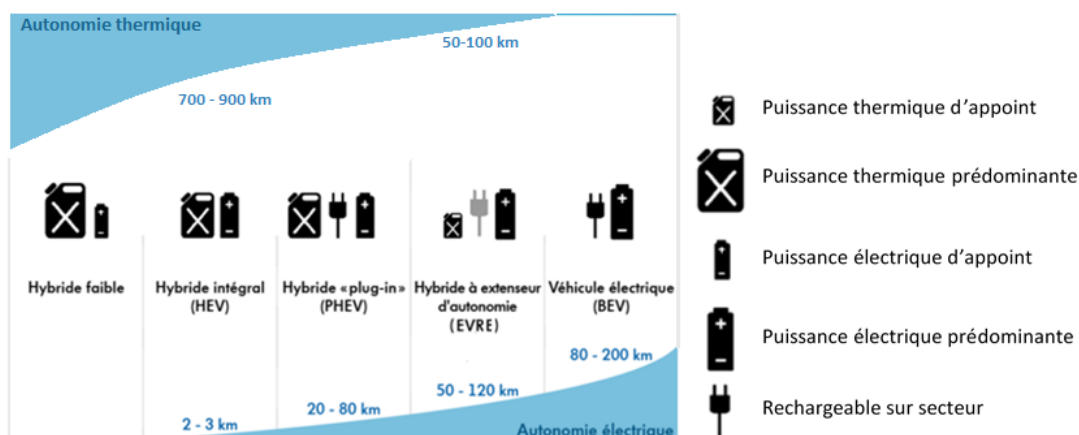 Autonomie thermique
50-100 km
700 - 900 km
Hybride faible
Hybride intégral
(HEV)
Hybride «plug-in»
(PHEV)
Hybride à extenseur
d'autonomie
(EVRE)
Véhicule électrique
(BEV)
80 - 200 km
50 - 120 km
20 - 80 km
2 - 3 km
Autonomie électrique
Puissance thermique d'appoint
Puissance thermique prédominante
Puissance électrique d'appoint
Puissance électrique prédominante
Rechargeable sur secteur